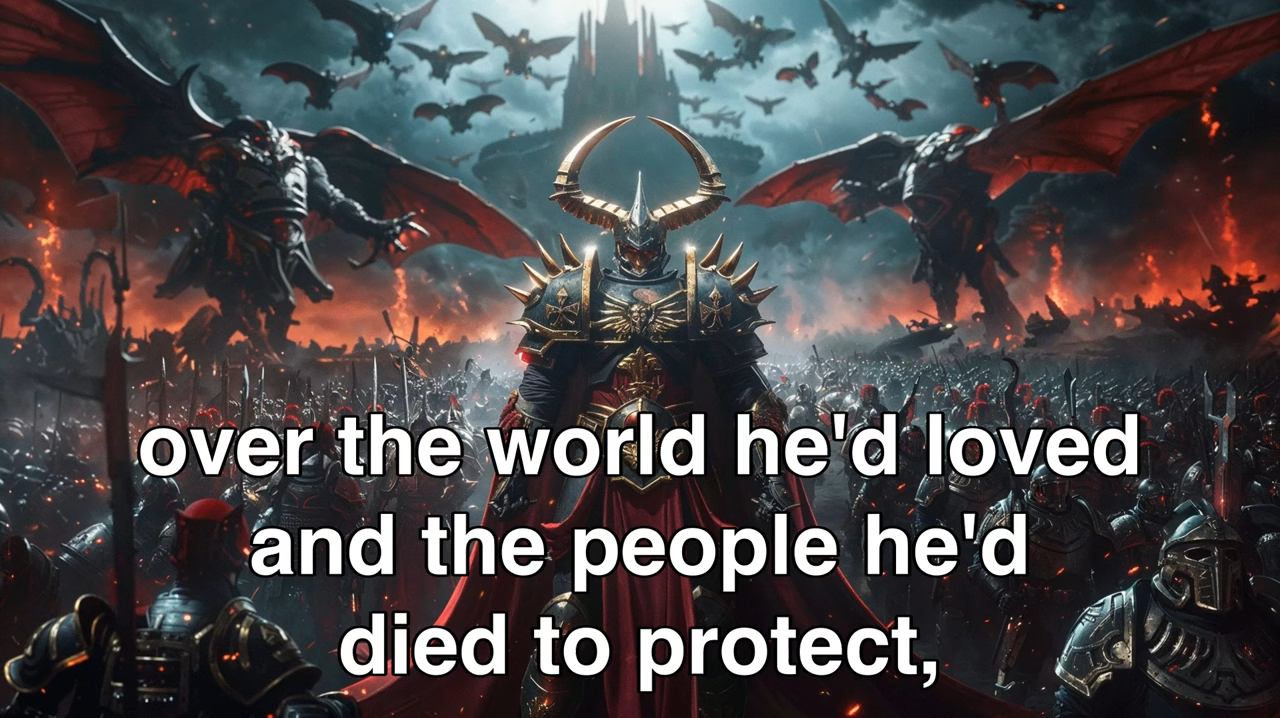 over the world he'd loved
and the people he'd
died to protect,